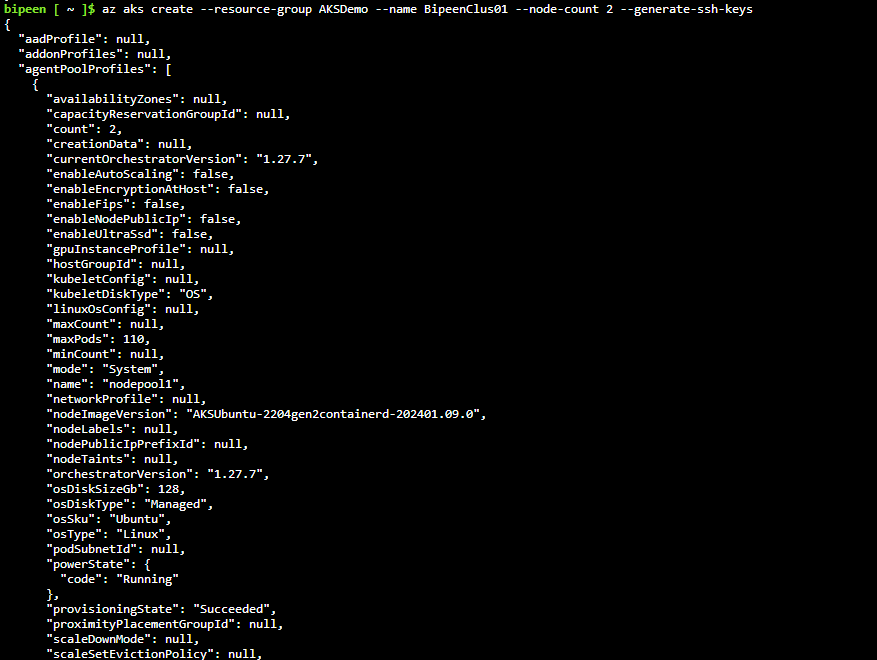 bipeen [ ~ ]$ az aks create --resource-group AKSDemo --name BipeenClus01 --node-count 2 --generate-ssh-keys
{
  "aadProfile": null,
  "addonProfiles": null,
  "agentPoolProfiles": [
    {
      "availabilityZones": null,
      "capacityReservationGroupId": null,
      "count": 2,
      "creationData": null,
      "currentOrchestratorVersion": "1.27.7",
      "enableAutoScaling": false,
      "enableEncryptionAtHost": false,
      "enableFips": false,
      "enableNodePublicIp": false,
      "enableUltraSsd": false,
      "gpuInstanceProfile": null,
      "hostGroupId": null,
      "kubeletConfig": null,
      "kubeletDiskType": "OS",
      "linuxOsConfig": null,
      "maxCount": null,
      "maxPods": 110,
      "minCount": null,
      "mode": "System",
      "name": "nodepool1",
      "networkProfile": null,
      "nodeImageVersion": "AKSUbuntu-2204gen2containerd-202401.09.0",
      "nodeLabels": null,
      "nodePublicIpPrefixId": null,
      "nodeTaints": null,
      "orchestratorVersion": "1.27.7",
      "osDiskSizeGb": 128,
      "osDiskType": "Managed",
      "osSku": "Ubuntu",
      "osType": "Linux",
      "podSubnetId": null,
      "powerState": {
        "code": "Running"
      },
      "provisioningState": "Succeeded",
      "proximityPlacementGroupId": null,
      "scaleDownMode": null,
      "scaleSetEvictionPolicy": null,